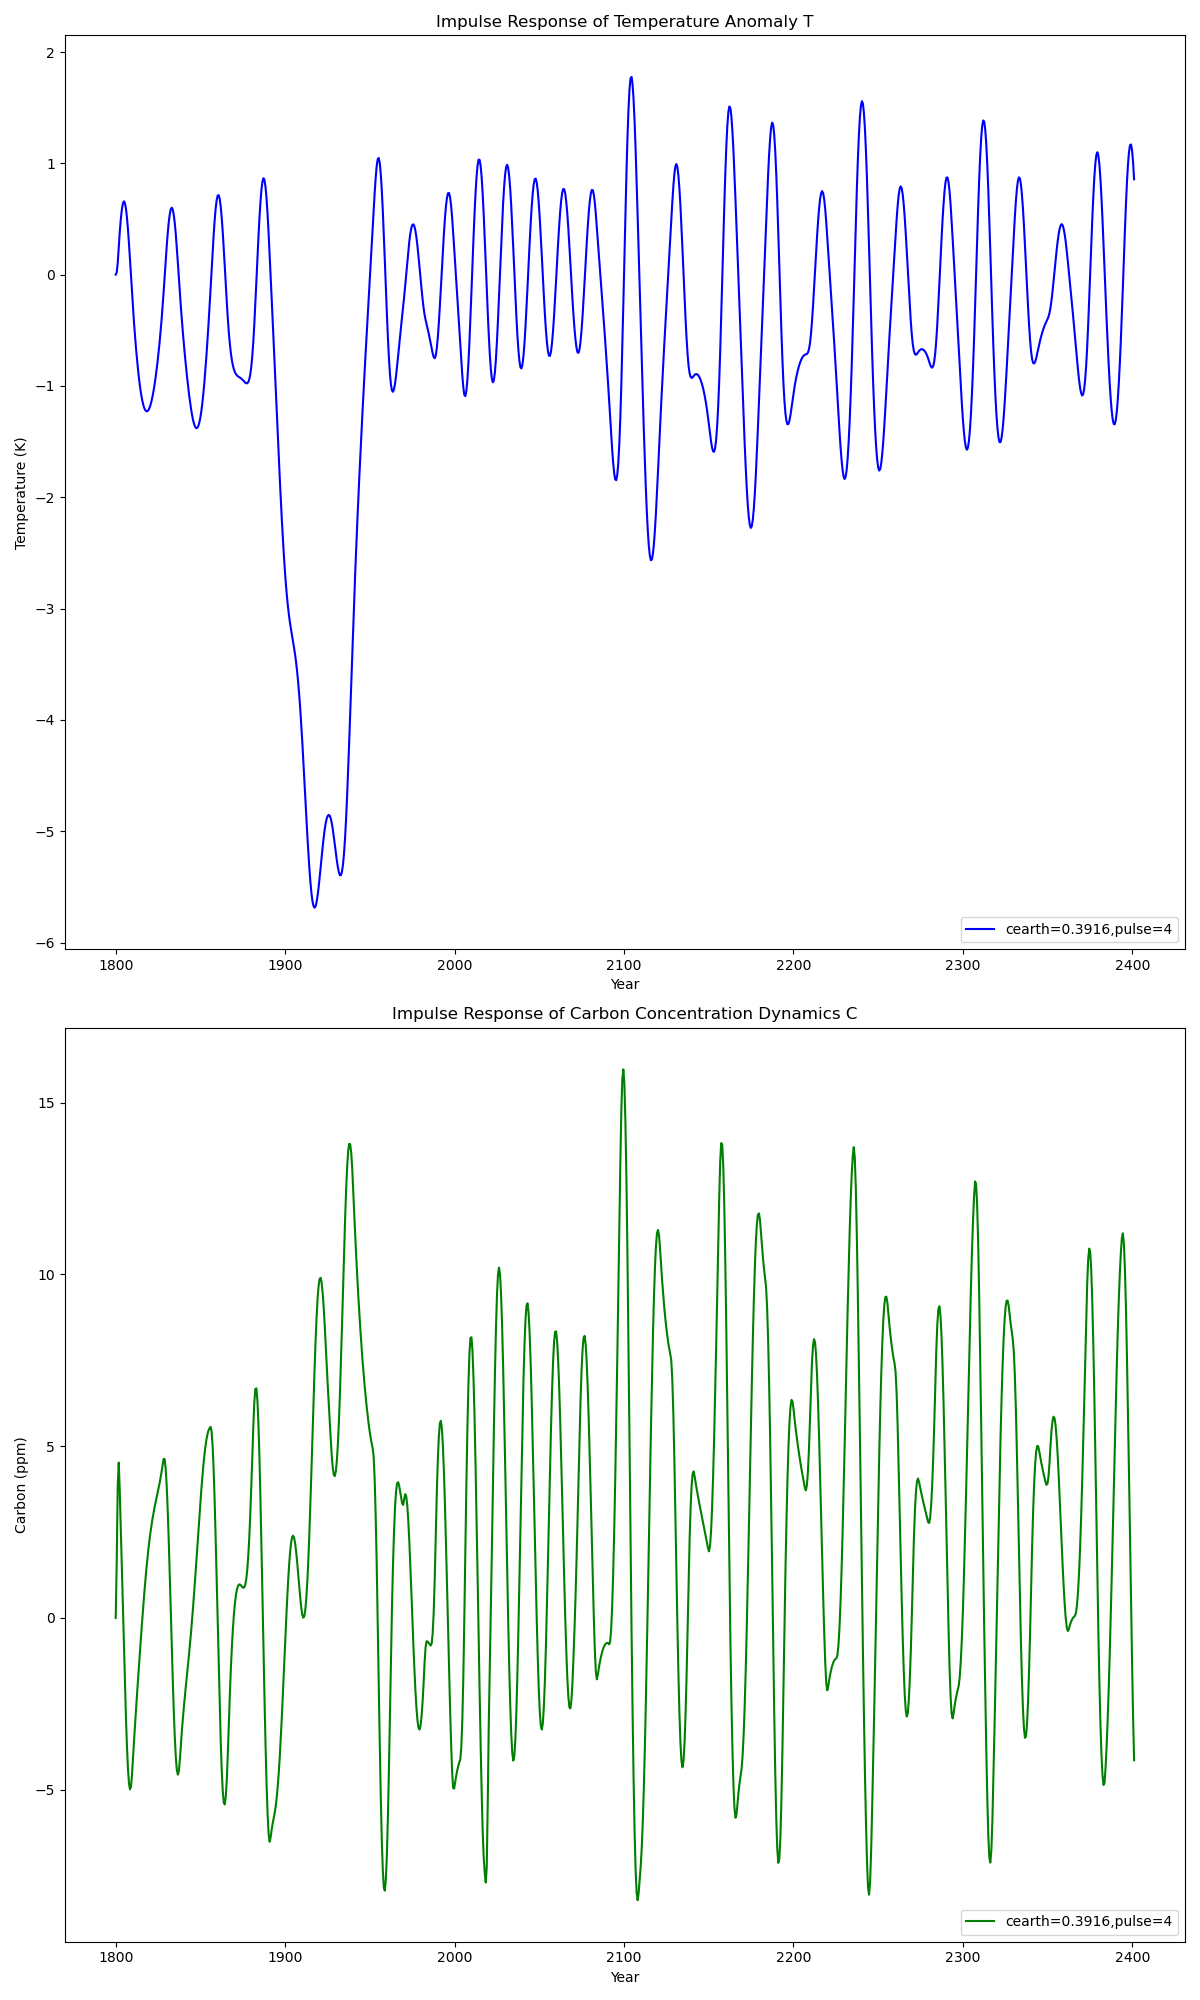 Impulse Response of Temperature Anomaly T
2
1
0
−1
−2
−3
−4
−5
−6
Temperature (K)
cearth=0.3916,pulse=4
1800 1900 2000 2100 2200 2300 2400
Year
Impulse Response of Carbon Concentration Dynamics C
15
10
5
0
−5
Carbon (ppm)
cearth=0.3916,pulse=4
1800 1900 2000 2100 2200 2300 2400
Year